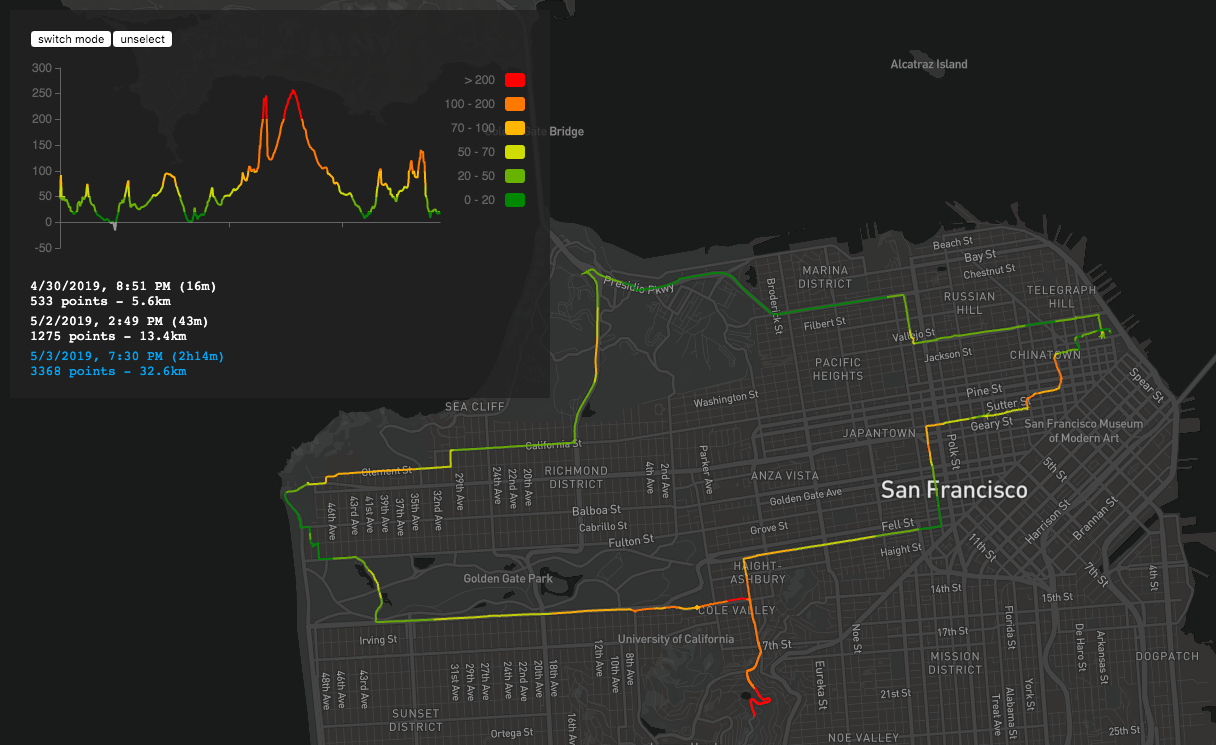 switch mode unselect
300
250
200
150
100
50
0
-50
> 200
100 - 200
70 - 100
50 - 70
20 - 50
0 - 20
4/30/2019, 8:51 PM (16m)
533 points - 5.6km
5/2/2019, 2:49 PM (43m)
1275 points - 13.4km
5/3/2019, 7:30 PM (2h14m)
3368 points - 32.6km
Alcatraz Island
Golden Gate Bridge
Beach St
Bay St
Chestnut St
MARINA
DISTRICT
Presidio Pkwy
Broderick St
RUSSIAN
HILL
TELEGRAPH
HILL
Filbert St
Vallejo St
Jackson St
CHINATOWN
PACIFIC
HEIGHTS
Spear St
Pine St
Washington St
Sutter St
SEA CLIFF
Geary St
San Francisco Museum
of Modern Art
JAPANTOWN
Polk St
California St
Clement St
RICHMOND
DISTRICT
4th Ave
2nd Ave
Parker Ave
ANZA VISTA
5th St
29th Ave
24th Ave
22nd Ave
20th Ave
San Francisco
Golden Gate Ave
46th Ave
43rd Ave
41st Ave
39th Ave
37th Ave
35th Ave
32nd Ave
Balboa St
Cabrillo St
Fulton St
Grove St
Fell St
Haight St
Harrison St
Brannan St
11th St
7th St
4th St
HAIGHT-
ASHBURY
Golden Gate Park
14th St
15th St
COLE VALLEY
Florida St
Irving St
University of California
7th St
Noe St
17th St
De Haro St
Arkansas St
MISSION
DISTRICT
DOGPATCH
48th Ave
46th Ave
43rd Ave
31st Ave
29th Ave
27th Ave
24th Ave
22nd Ave
20th Ave
18th Ave
12th Ave
10th Ave
8th Ave
Eureka St
21st St
Treat Ave
Alabama St
York St
SUNSET
DISTRICT
16th Ave
Ortega St
NOE VALLEY
25th St